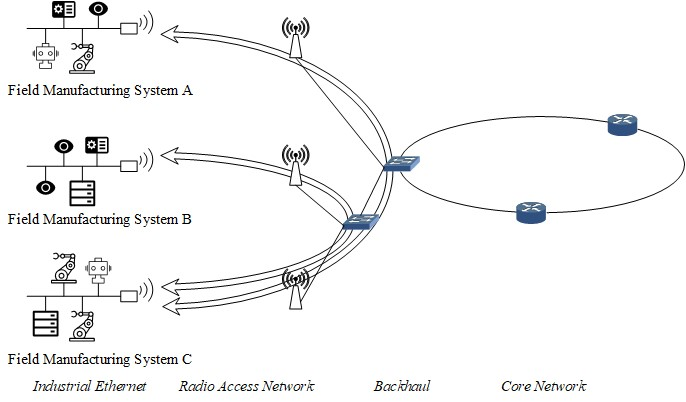 Field Manufacturing System A
Field Manufacturing System B
Field Manufacturing System C
Industrial Ethernet Radio Access Network Backhaul Core Network